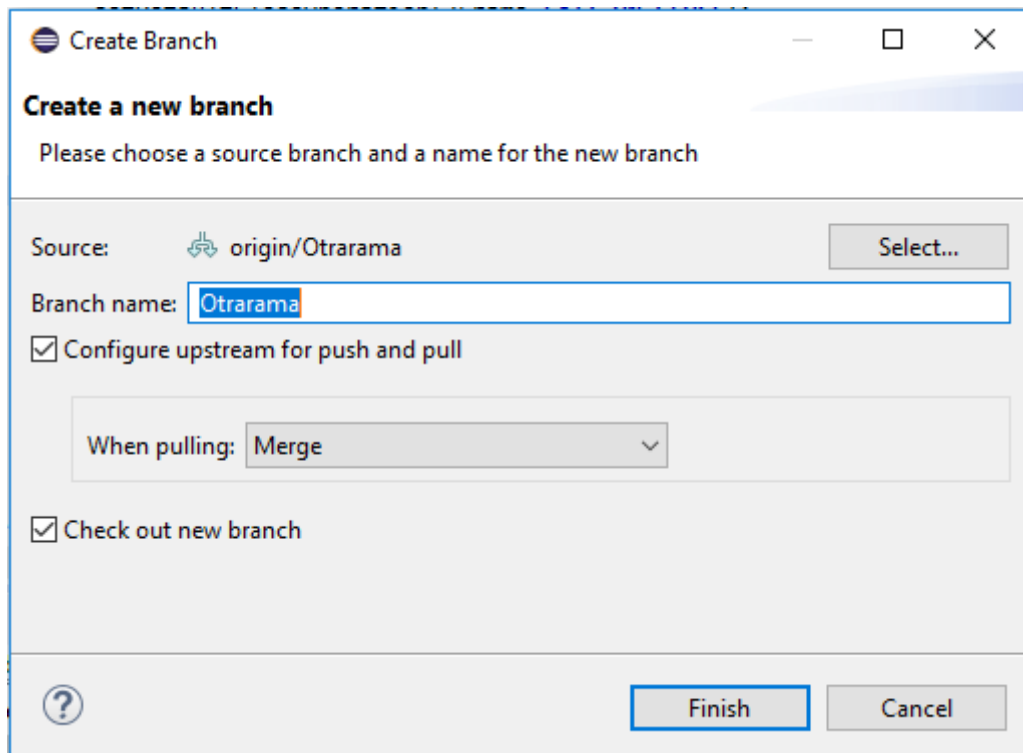 Create Branch
Create a new branch
Please choose a source branch and a name for the new branch
Source: origin/Otrarama Select...
Branch name: Otrarama
Configure upstream for push and pull
When pulling: Merge
Check out new branch
? Finish Cancel